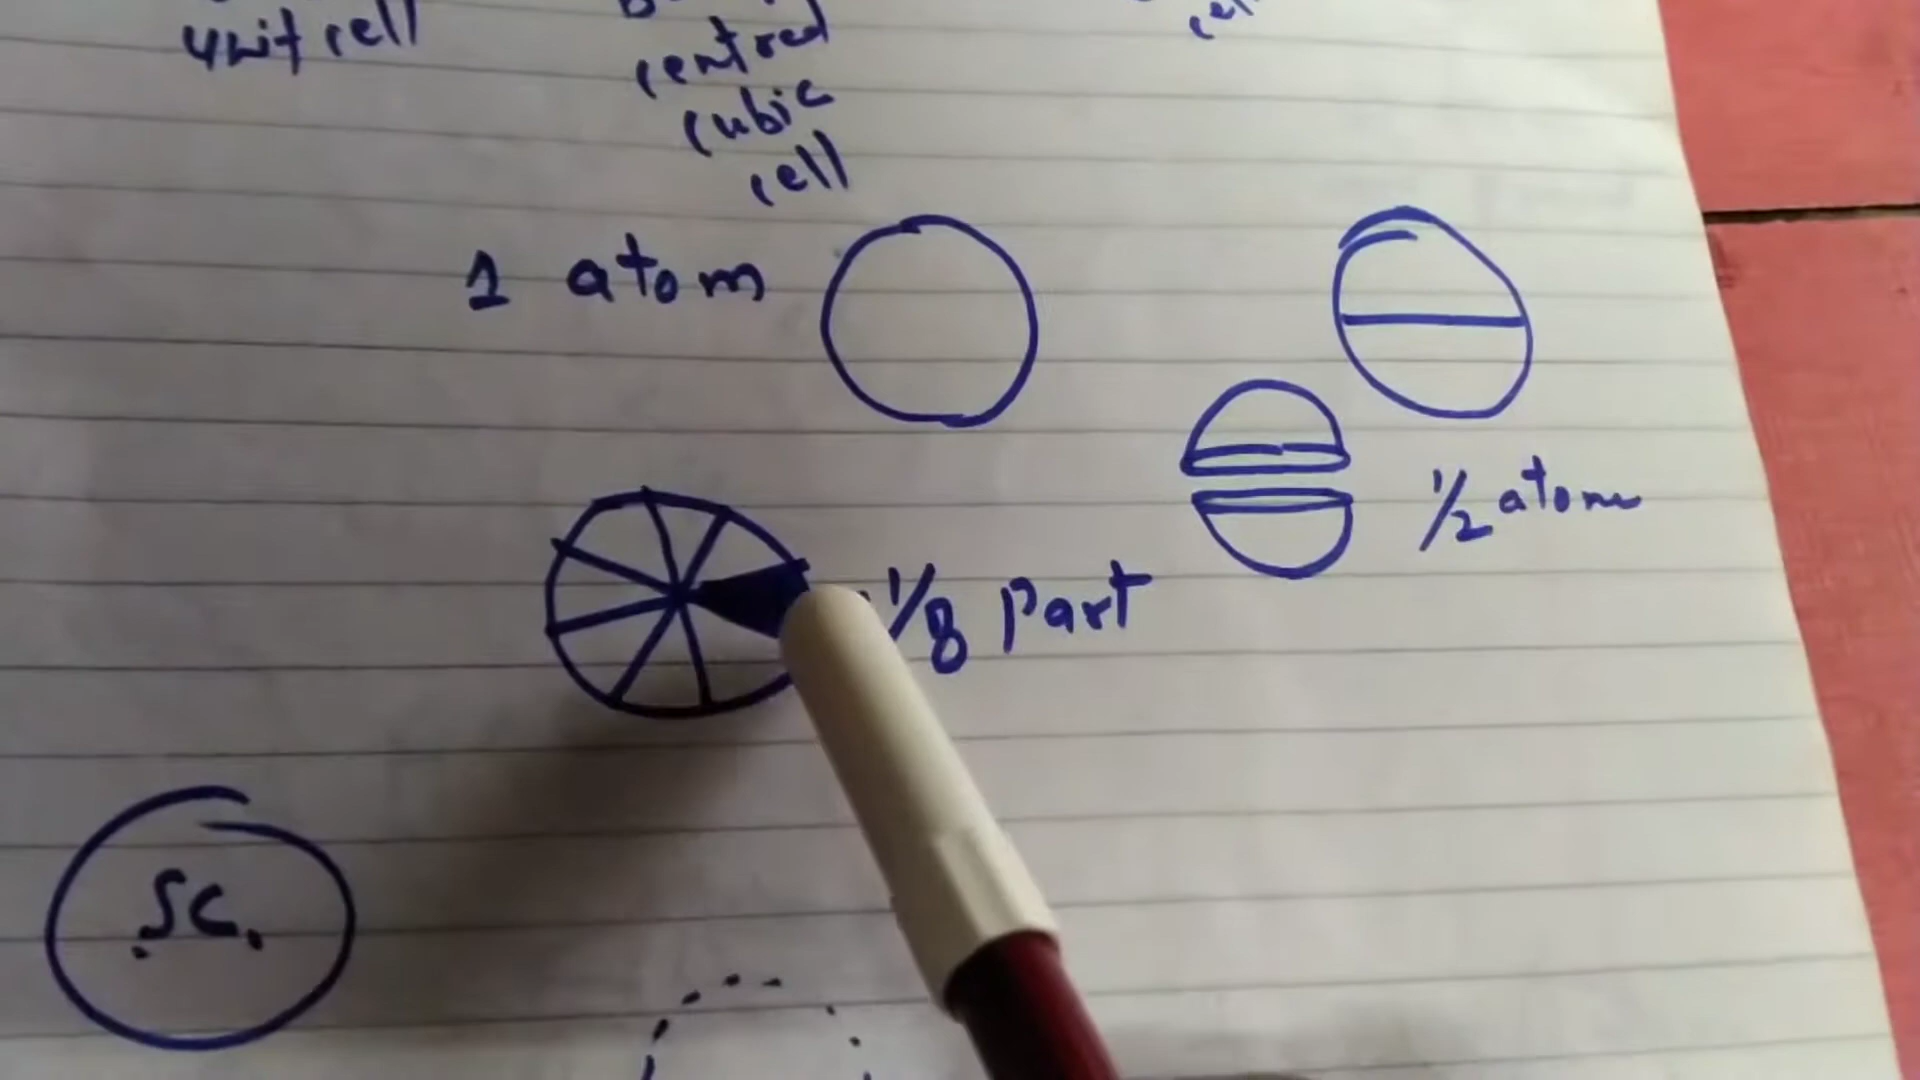 unit cell
centred
cubic
cell
1 atom
1/2 atom
1/8 Part
.SC.